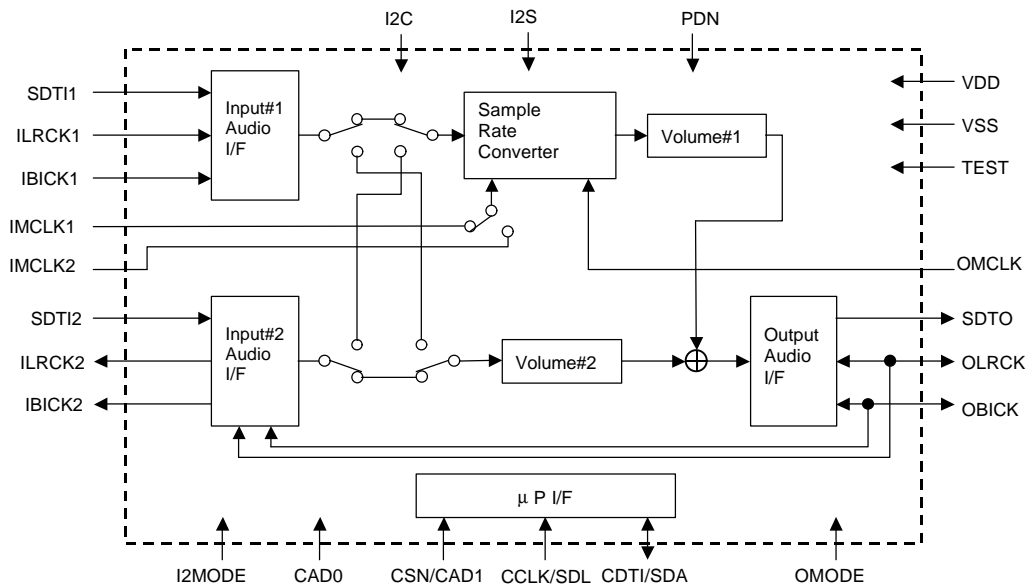 I2C
I2S
PDN
SDTI1
ILRCK1
IBICK1
IMCLK1
IMCLK2
SDTI2
ILRCK2
IBICK2
Input#1
Audio
I/F
Sample
Rate
Converter
Volume#1
VDD
VSS
TEST
OMCLK
SDTO
OLRCK
OBICK
Input#2
Audio
I/F
Volume#2
Output
Audio
I/F
µ P I/F
I2MODE
CAD0
CSN/CAD1
CCLK/SDL
CDTI/SDA
OMODE